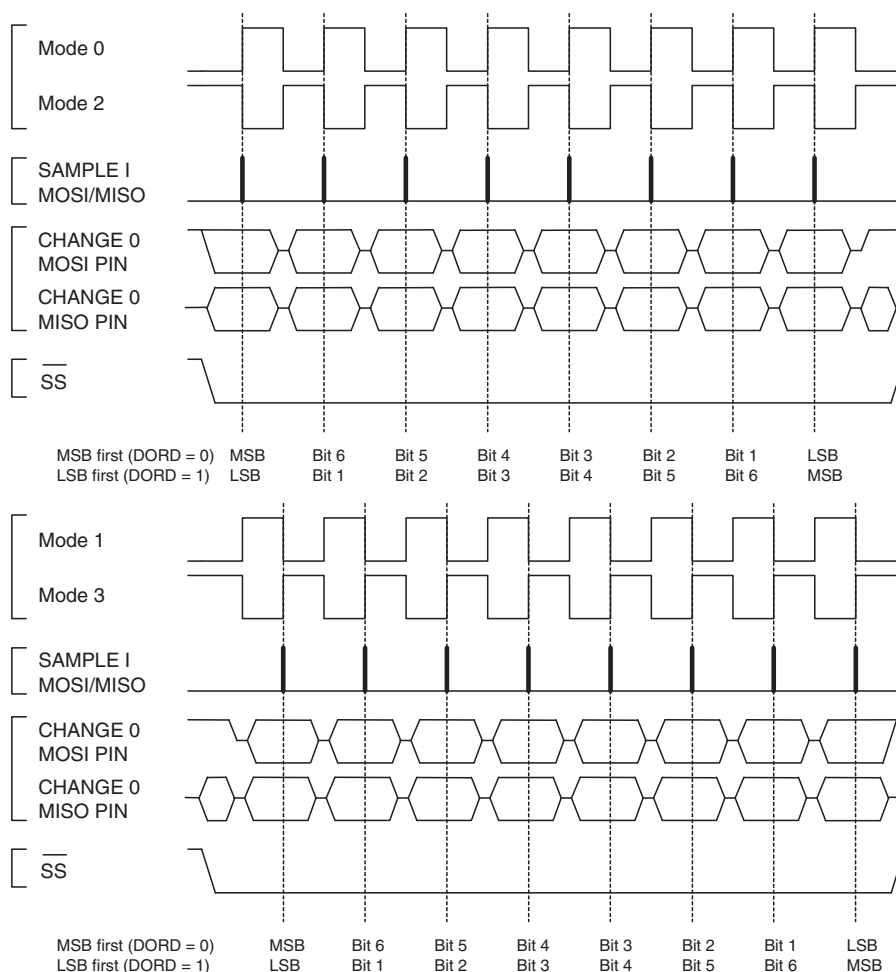 Mode 0
Mode 2
SAMPLE I
MOSI/MISO
CHANGE 0
MOSI PIN
CHANGE 0
MISO PIN
SS
MSB first (DORD = 0) MSB Bit 6 Bit 5 Bit 4 Bit 3 Bit 2 Bit 1 LSB
LSB first (DORD = 1) LSB Bit 1 Bit 2 Bit 3 Bit 4 Bit 5 Bit 6 MSB
Mode 1
Mode 3
SAMPLE I
MOSI/MISO
CHANGE 0
MOSI PIN
CHANGE 0
MISO PIN
SS
MSB first (DORD = 0) MSB Bit 6 Bit 5 Bit 4 Bit 3 Bit 2 Bit 1 LSB
LSB first (DORD = 1) LSB Bit 1 Bit 2 Bit 3 Bit 4 Bit 5 Bit 6 MSB